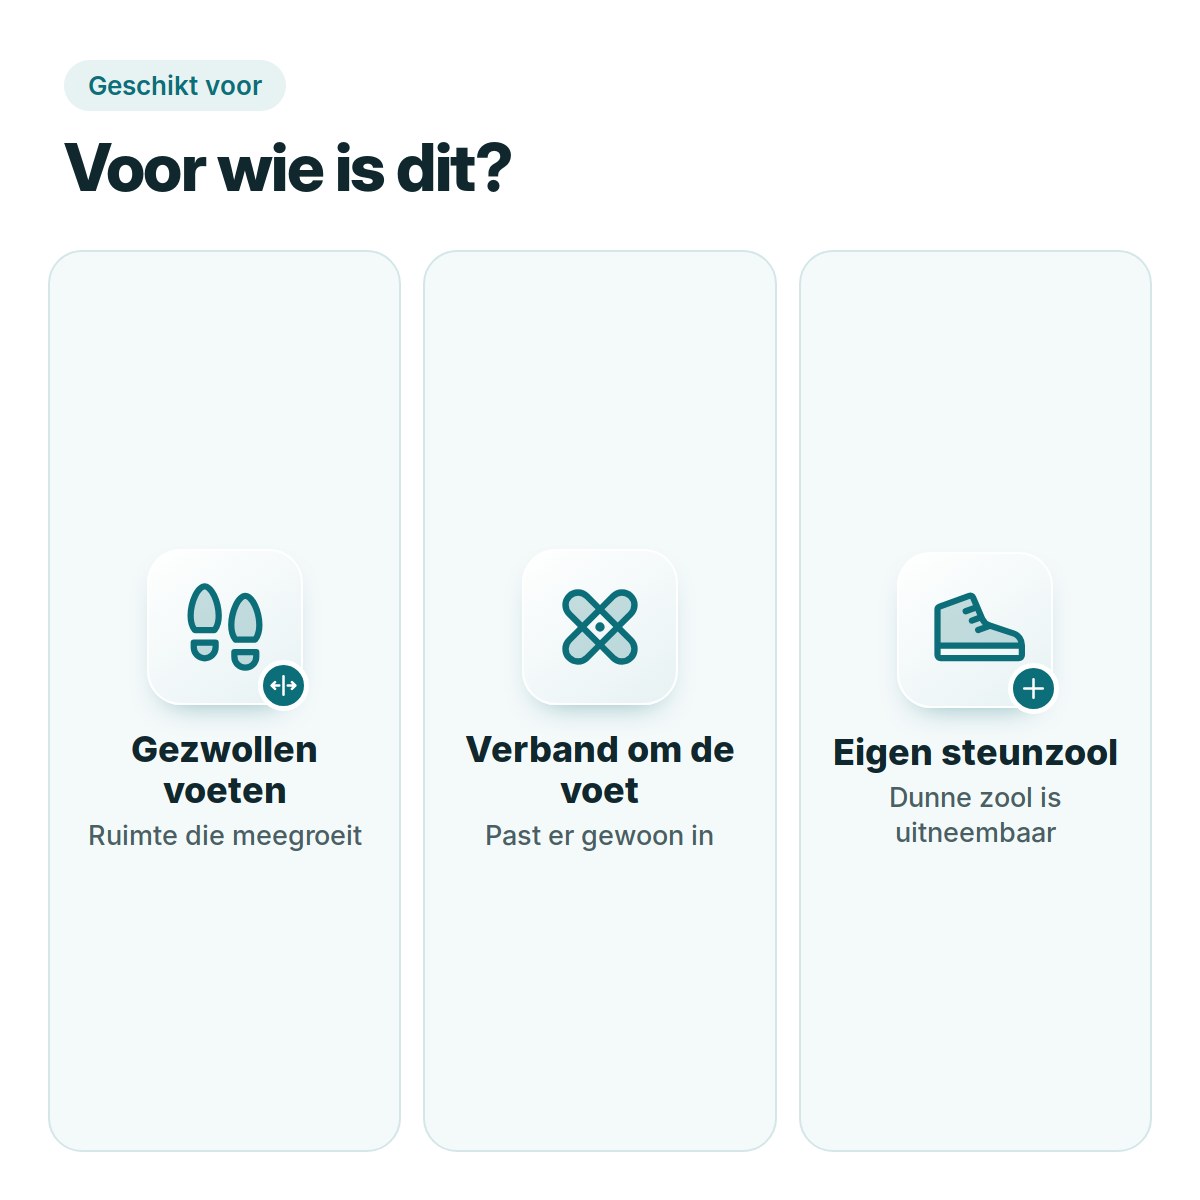 Geschikt voor
Voor wie is dit?
Gezwollen
voeten
Ruimte die meegroeit
Verband om de
voet
Past er gewoon in
Eigen steunzool
Dunne zool is
uitneembaar